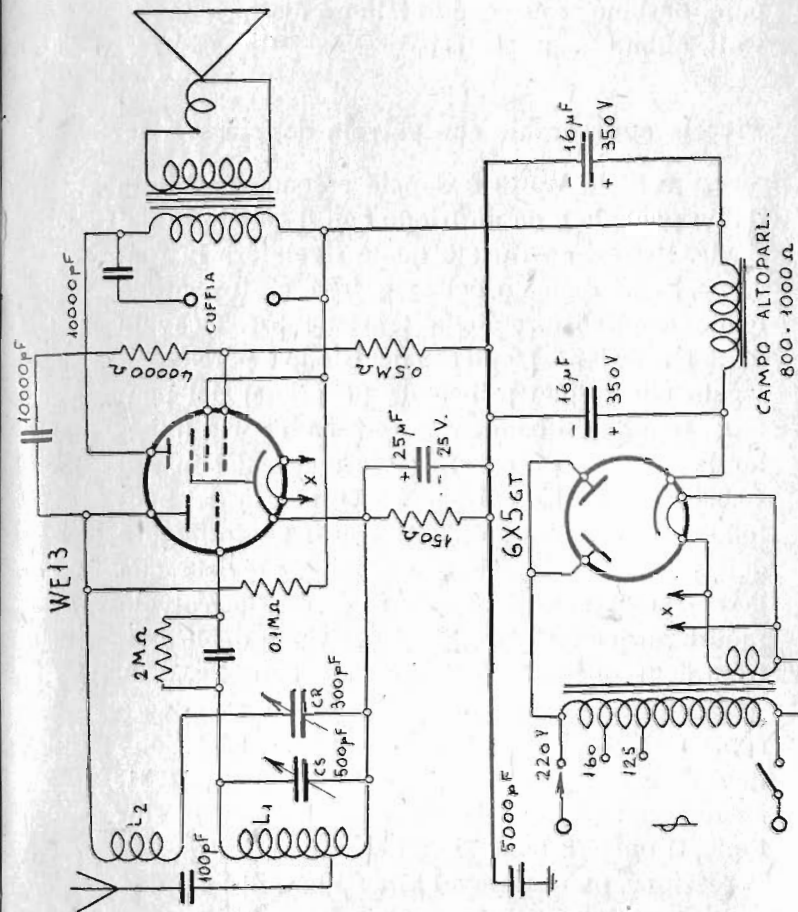 10000pF
10000pF
CUFFIA
- 16µF
+ 350V
40000Ω
0.5MΩ
WE13
X
+ 25µF
- 25V.
150Ω
16µF
350V
CAMPO ALTOPARL.
800-1000Ω
2MΩ
0.1MΩ
6X5GT
X
L2
CR
300pF
CS
500pF
L1
100pF
220V
160
125
5000pF